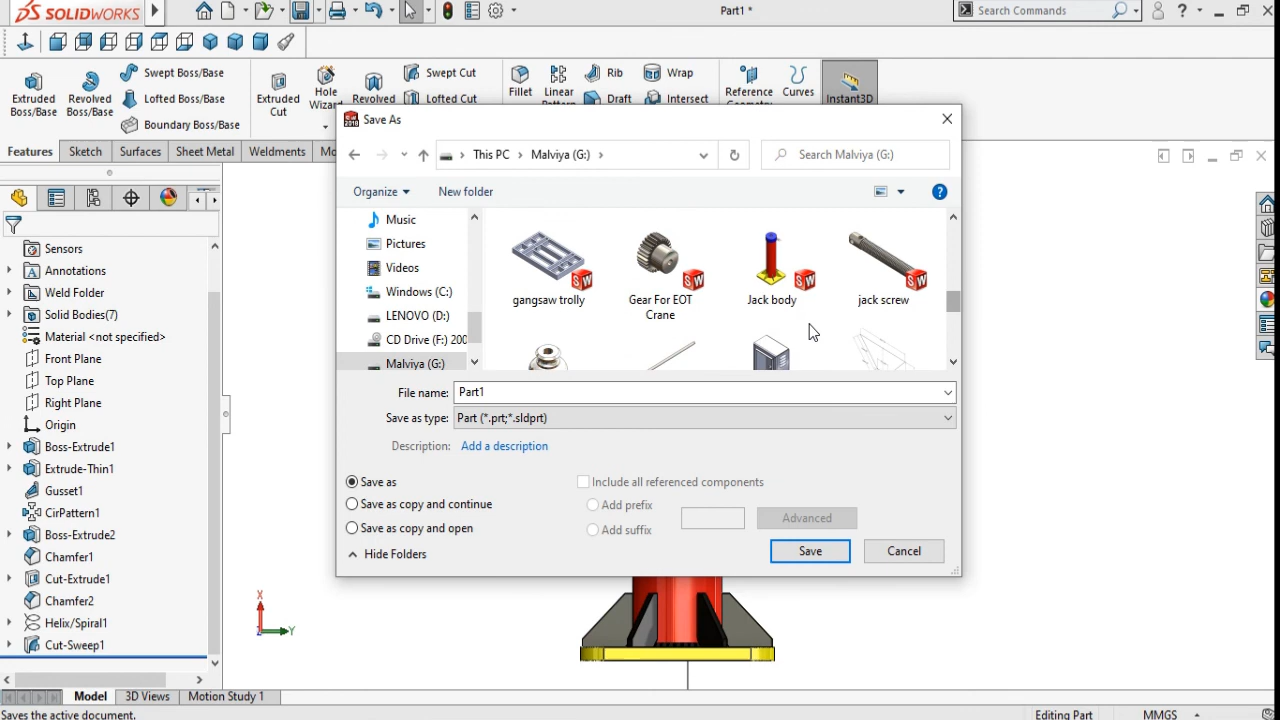 SOLIDWORKS
Part1 *
Search Commands
Extruded Boss/Base
Revolved Boss/Base
Swept Boss/Base
Lofted Boss/Base
Boundary Boss/Base
Extruded Cut
Hole Wizard
Revolved
Swept Cut
Lofted Cut
Fillet
Linear
Rib
Draft
Wrap
Intersect
Reference
Curves
Instant3D
Features
Sketch
Surfaces
Sheet Metal
Weldments
Sensors
Annotations
Weld Folder
Solid Bodies(7)
Material <not specified>
Front Plane
Top Plane
Right Plane
Origin
Boss-Extrude1
Extrude-Thin1
Gusset1
CirPattern1
Boss-Extrude2
Chamfer1
Cut-Extrude1
Chamfer2
Helix/Spiral1
Cut-Sweep1
Save As
This PC
Malviya (G:)
Search Malviya (G:)
Organize
New folder
Music
Pictures
Videos
Windows (C:)
LENOVO (D:)
CD Drive (F:) 200
Malviya (G:)
gangsaw trolly
Gear For EOT Crane
Jack body
jack screw
File name: Part1
Save as type: Part (*.prt;*.sldprt)
Description: Add a description
Save as
Save as copy and continue
Save as copy and open
Include all referenced components
Add prefix
Add suffix
Advanced
Hide Folders
Save
Cancel
X
Y
Model
3D Views
Motion Study 1
Saves the active document.
Editing Part
MMGS